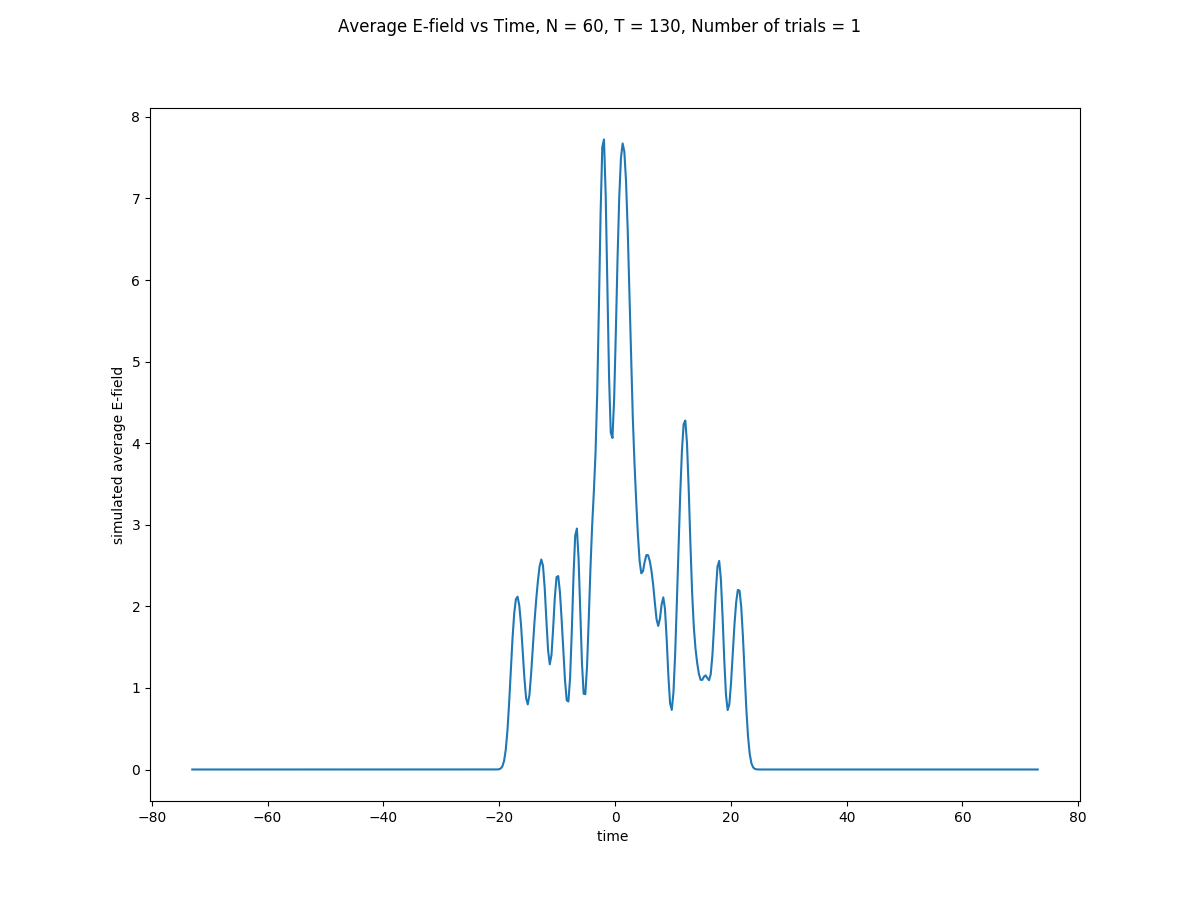 Average E-field vs Time, N = 60, T = 130, Number of trials = 1
8
7
6
5
4
3
2
1
0
simulated average E-field
−80 −60 −40 −20 0 20 40 60 80
time